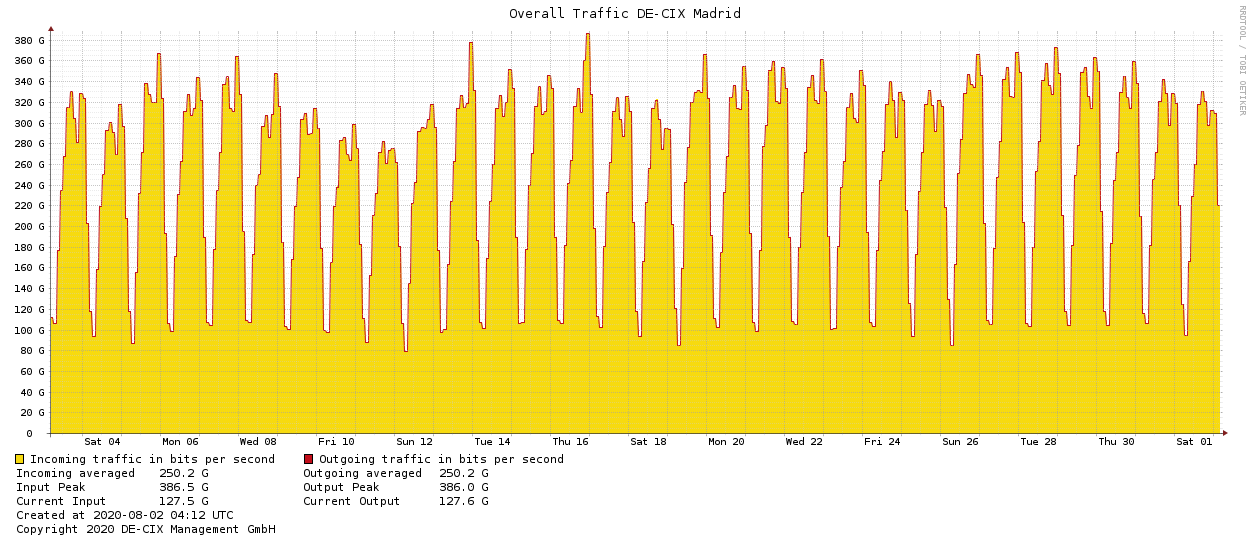 Overall Traffic DE-CIX Madrid
RRDTOOL / TOBI OETIKER
380 G
360 G
340 G
320 G
300 G
280 G
260 G
240 G
220 G
200 G
180 G
160 G
140 G
120 G
100 G
80 G
60 G
40 G
20 G
0
Sat 04 Mon 06 Wed 08 Fri 10 Sun 12 Tue 14 Thu 16 Sat 18 Mon 20 Wed 22 Fri 24 Sun 26 Tue 28 Thu 30 Sat 01
Incoming traffic in bits per second Outgoing traffic in bits per second
Incoming averaged 250.2 G Outgoing averaged 250.2 G
Input Peak 386.5 G Output Peak 386.0 G
Current Input 127.5 G Current Output 127.6 G
Created at 2020-08-02 04:12 UTC
Copyright 2020 DE-CIX Management GmbH